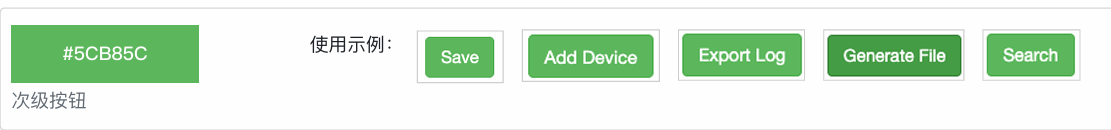 #5CB85C 使用示例： Save Add Device Export Log Generate File Search
次级按钮